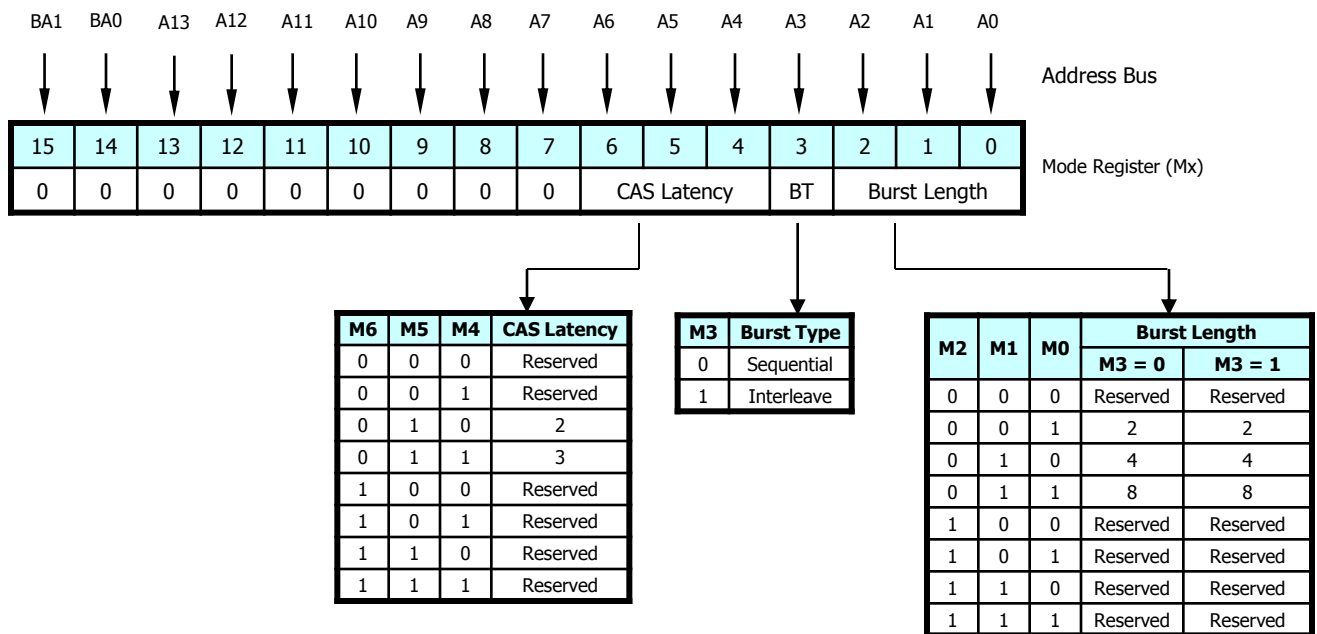 BA1 BA0 A13 A12 A11 A10 A9 A8 A7 A6 A5 A4 A3 A2 A1 A0
Address Bus
15 14 13 12 11 10 9 8 7 6 5 4 3 2 1 0
Mode Register (Mx)
0 0 0 0 0 0 0 0 0 CAS Latency BT Burst Length
M6 M5 M4 CAS Latency
0 0 0 Reserved
0 0 1 Reserved
0 1 0 2
0 1 1 3
1 0 0 Reserved
1 0 1 Reserved
1 1 0 Reserved
1 1 1 Reserved
M3 Burst Type
0 Sequential
1 Interleave
M2 M1 M0 Burst Length
M3 = 0 M3 = 1
0 0 0 Reserved Reserved
0 0 1 2 2
0 1 0 4 4
0 1 1 8 8
1 0 0 Reserved Reserved
1 0 1 Reserved Reserved
1 1 0 Reserved Reserved
1 1 1 Reserved Reserved